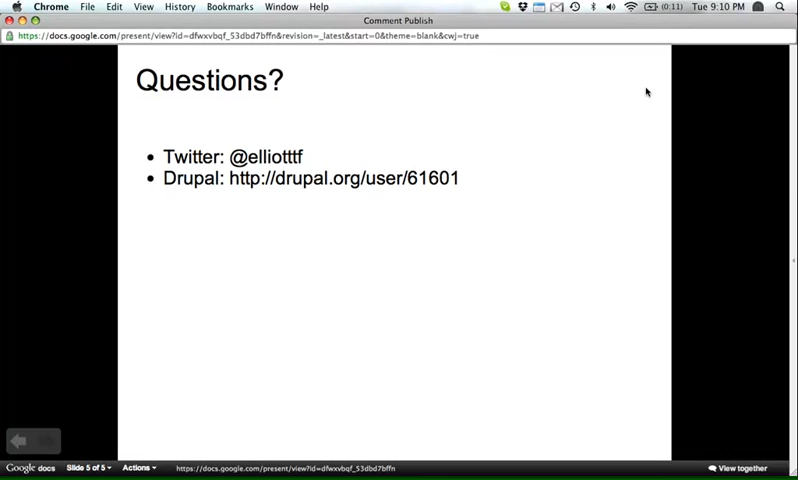 Chrome File Edit View History Bookmarks Window Help (0:11) Tue 9:10 PM
Comment Publish
https://docs.google.com/present/view?id=dfwxvbqf_53dbd7bffn&revision=_latest&start=0&theme=blank&cwj=true
Questions?
• Twitter: @elliotttf
• Drupal: http://drupal.org/user/61601
Google docs Slide 5 of 5 Actions https://docs.google.com/present/view?id=dfwxvbqf_53dbd7bffn View together